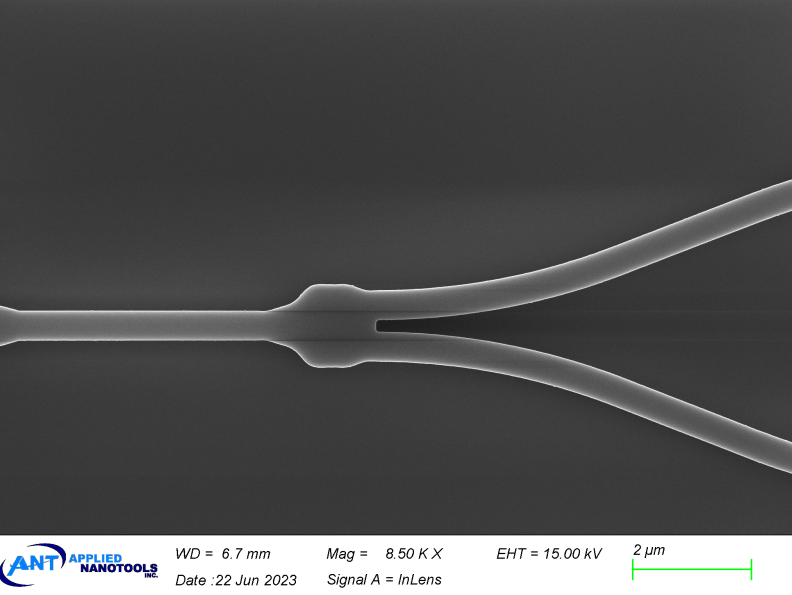 WD = 6.7 mm Mag = 8.50 K X EHT = 15.00 kV 2 µm
ANT APPLIED
NANOTOOLS
INC.
Date :22 Jun 2023 Signal A = InLens